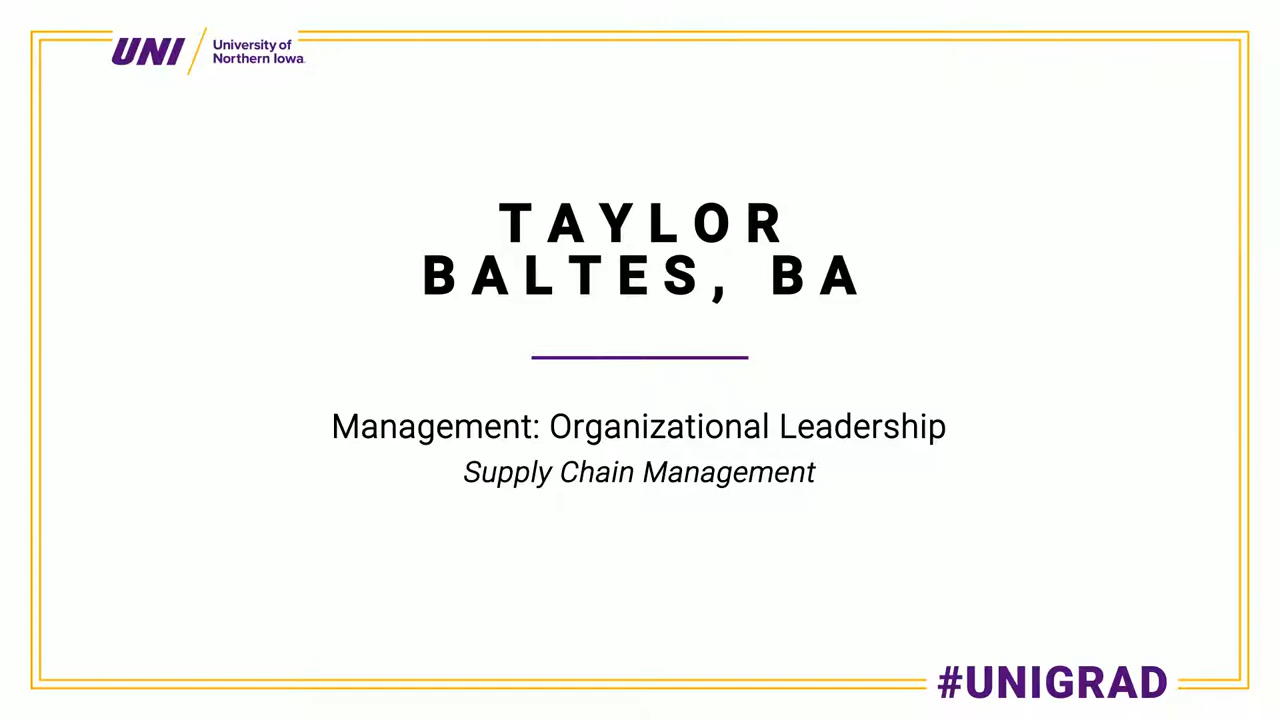 UNI
University of
Northern Iowa
TAYLOR
BALTES, BA
Management: Organizational Leadership
Supply Chain Management
#UNIGRAD